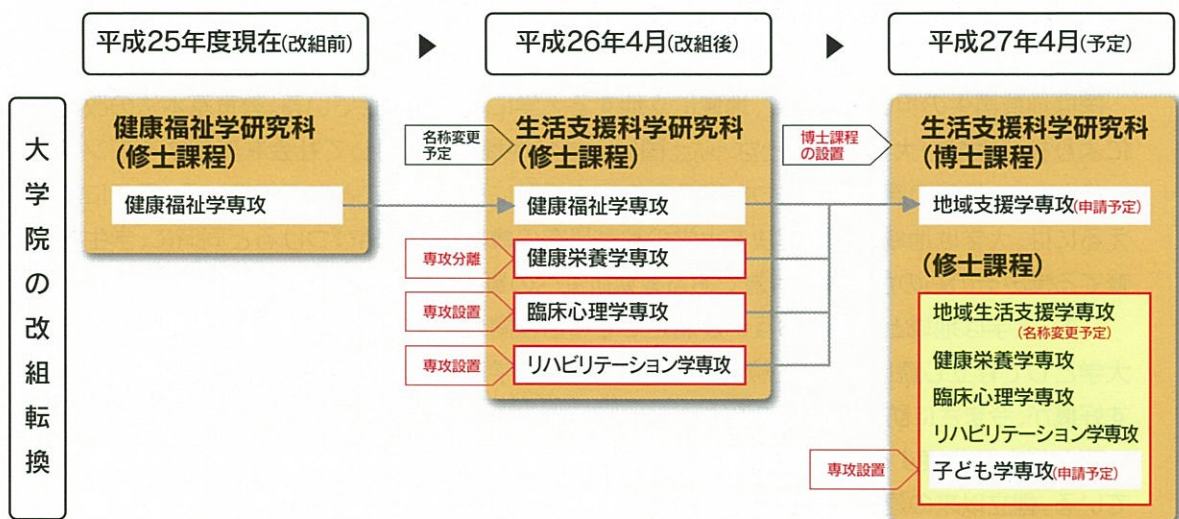 平成25年度現在(改組前)
▶
平成26年4月(改組後)
▶
平成27年4月(予定)
大学院の改組転換
健康福祉学研究科
(修士課程)
健康福祉学専攻
名称変更
予定
生活支援科学研究科
(修士課程)
健康福祉学専攻
専攻分離
健康栄養学専攻
専攻設置
臨床心理学専攻
専攻設置
リハビリテーション学専攻
博士課程
の設置
生活支援科学研究科
(博士課程)
地域支援学専攻(申請予定)
(修士課程)
地域生活支援学専攻
(名称変更予定)
健康栄養学専攻
臨床心理学専攻
リハビリテーション学専攻
専攻設置
子ども学専攻(申請予定)